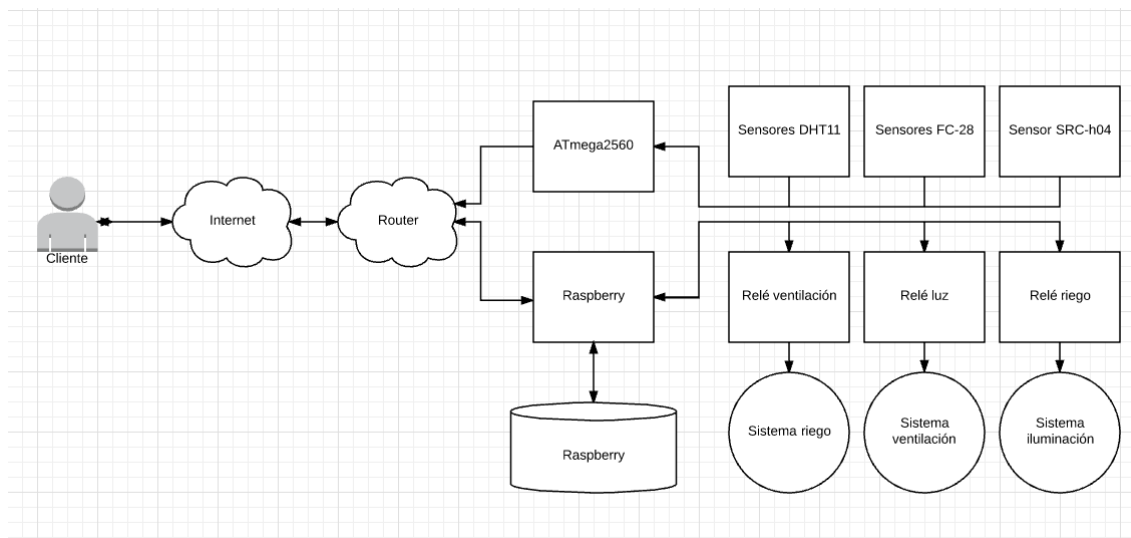 Sensores DHT11
Sensores FC-28
Sensor SRC-h04
ATmega2560
Internet
Router
Cliente
Raspberry
Relé ventilación
Relé luz
Relé riego
Raspberry
Sistema riego
Sistema
ventilación
Sistema
iluminación